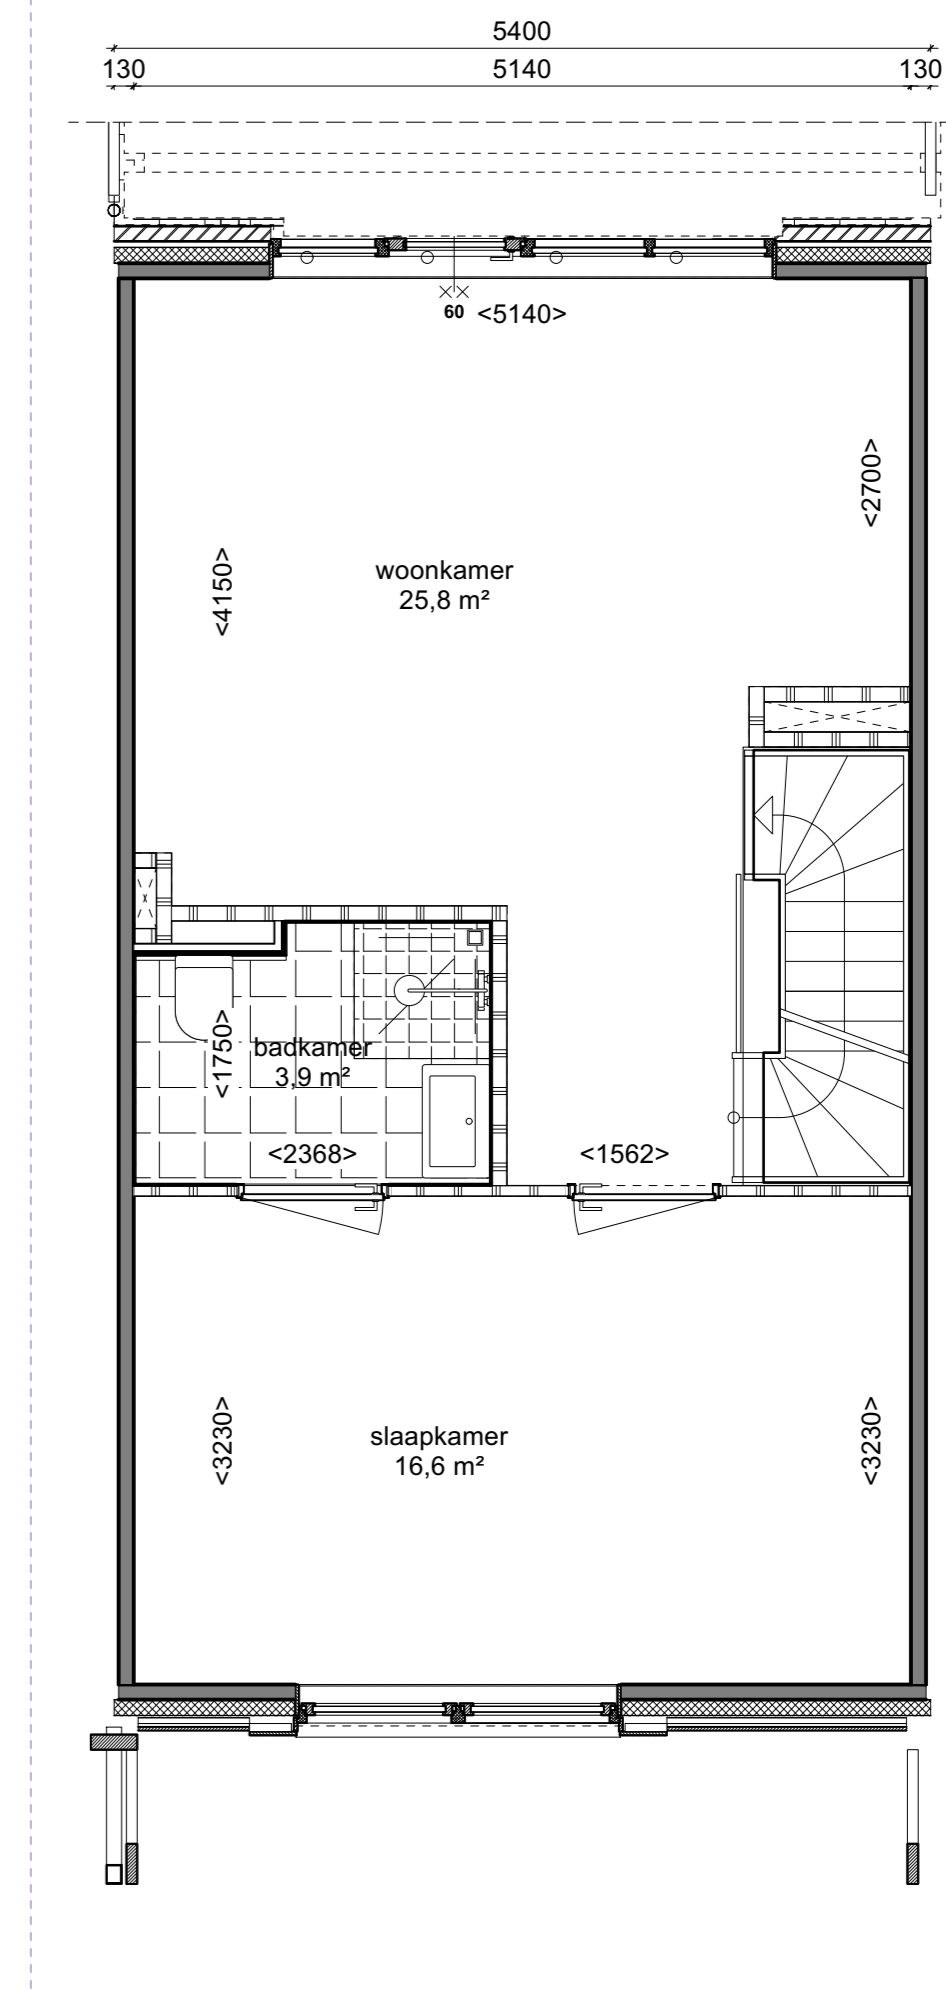 5400
130
5140
130
60
<5140>
<2700>
<4150>
woonkamer
25,8 m²
<1750>
badkamer
3,9 m²
<2368>
<1562>
<3230>
slaapkamer
16,6 m²
<3230>